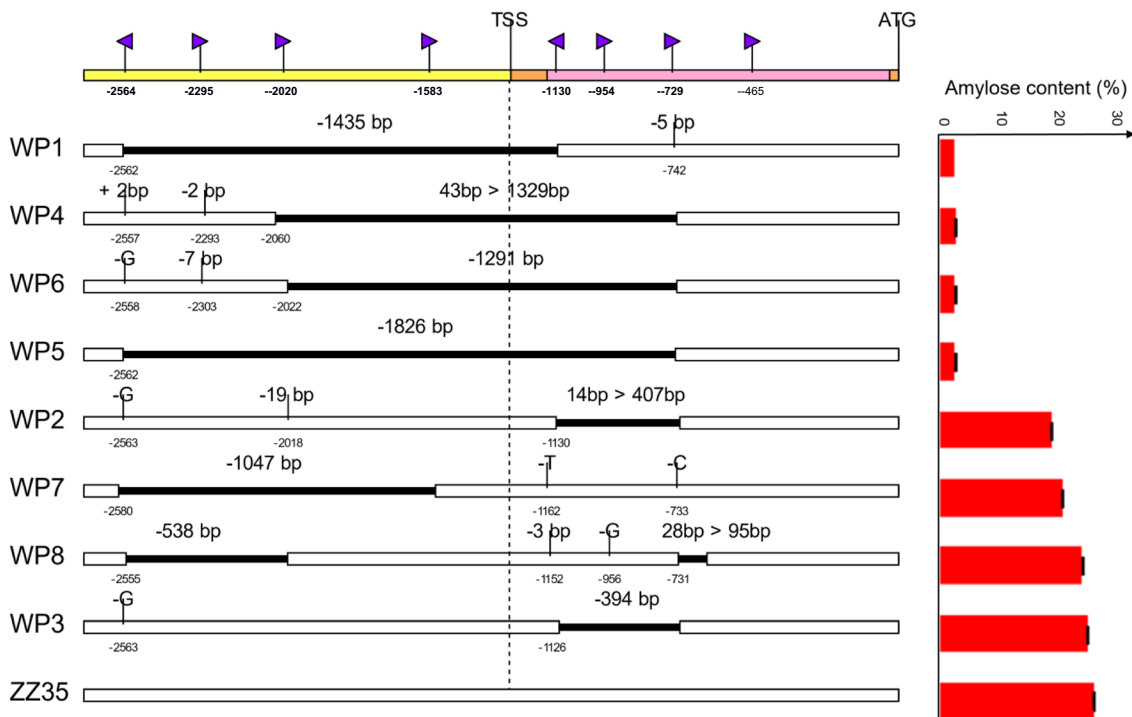 TSS ATG
-2564 -2295 --2020 -1583 -1130 --954 --729 --465
Amylose content (%)
0 10 20 30
-1435 bp -5 bp
WP1
-2562 -742
+ 2bp -2 bp 43bp > 1329bp
WP4
-2557 -2293 -2060
-G -7 bp -1291 bp
WP6
-2558 -2303 -2022
-1826 bp
WP5
-2562
-G -19 bp 14bp > 407bp
WP2
-2563 -2018 -1130
-1047 bp -T -C
WP7
-2580 -1162 -733
-538 bp -3 bp -G 28bp > 95bp
WP8
-2555 -1152 -956 -731
-G -394 bp
WP3
-2563 -1126
ZZ35